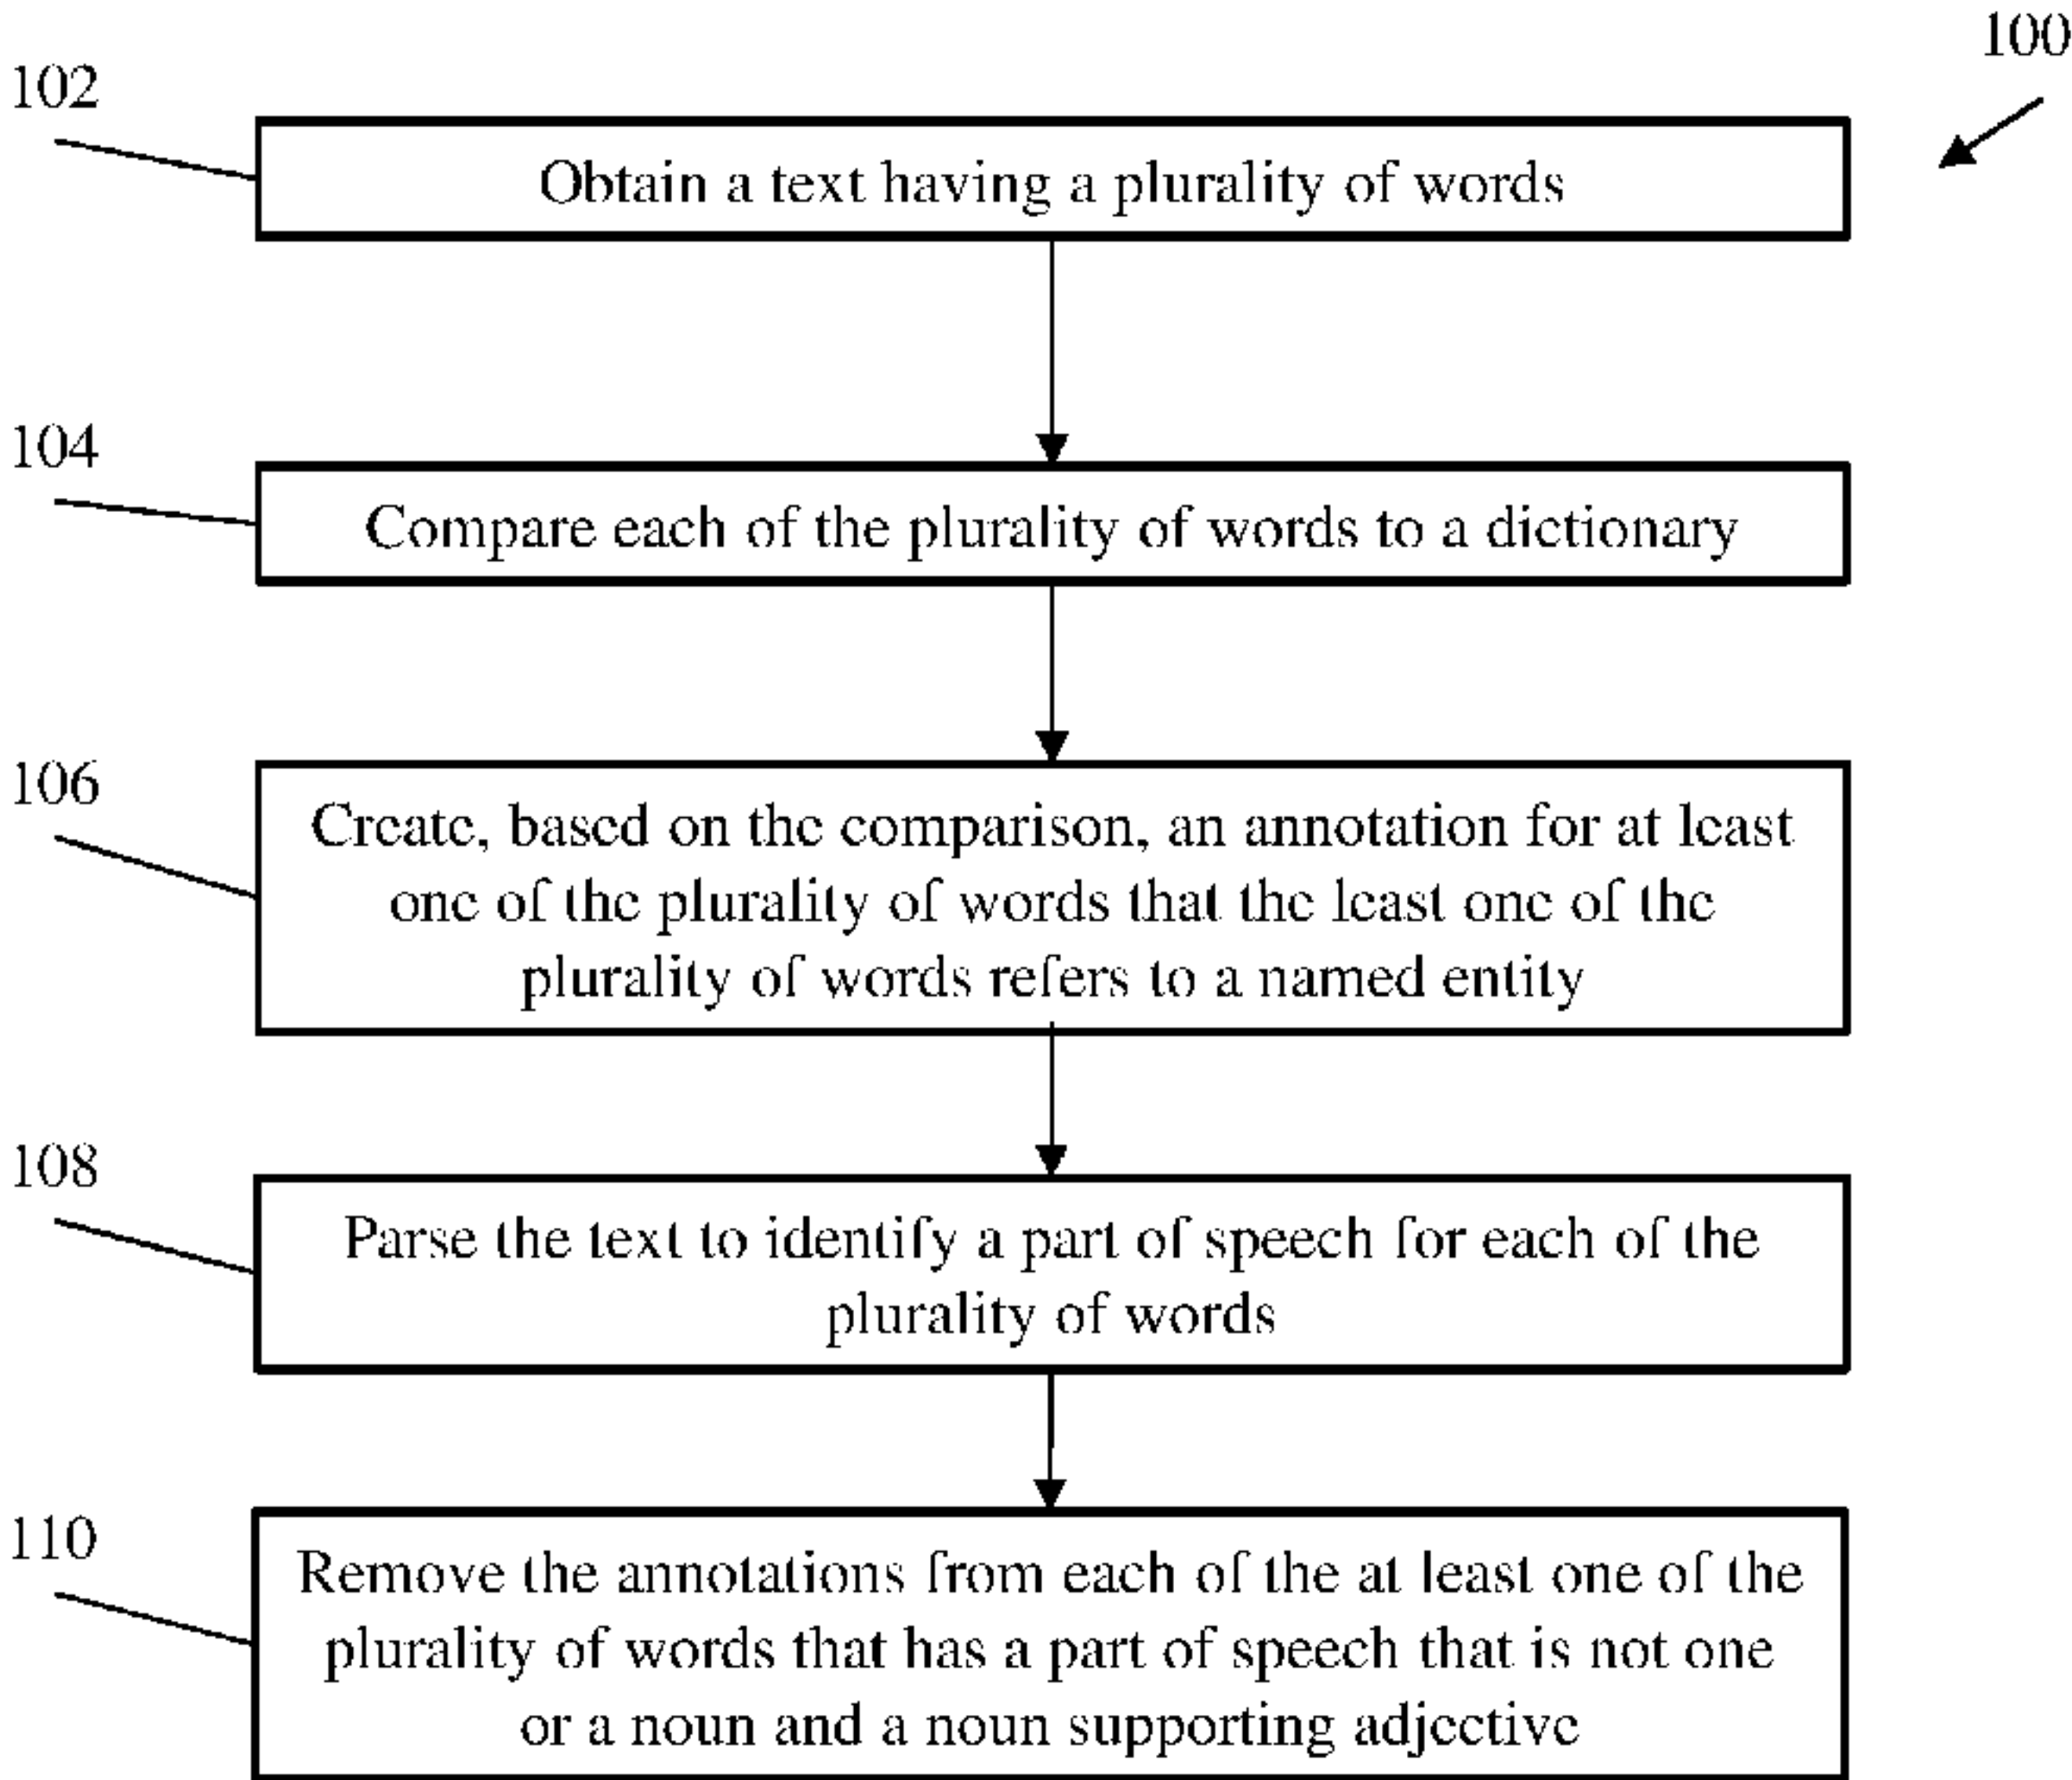 100
102
Obtain a text having a plurality of words
104
Compare each of the plurality of words to a dictionary
106
Create, based on the comparison, an annotation for at least
one of the plurality of words that the least one of the
plurality of words refers to a named entity
108
Parse the text to identify a part of speech for each of the
plurality of words
110
Remove the annotations from each of the at least one of the
plurality of words that has a part of speech that is not one
or a noun and a noun supporting adjective